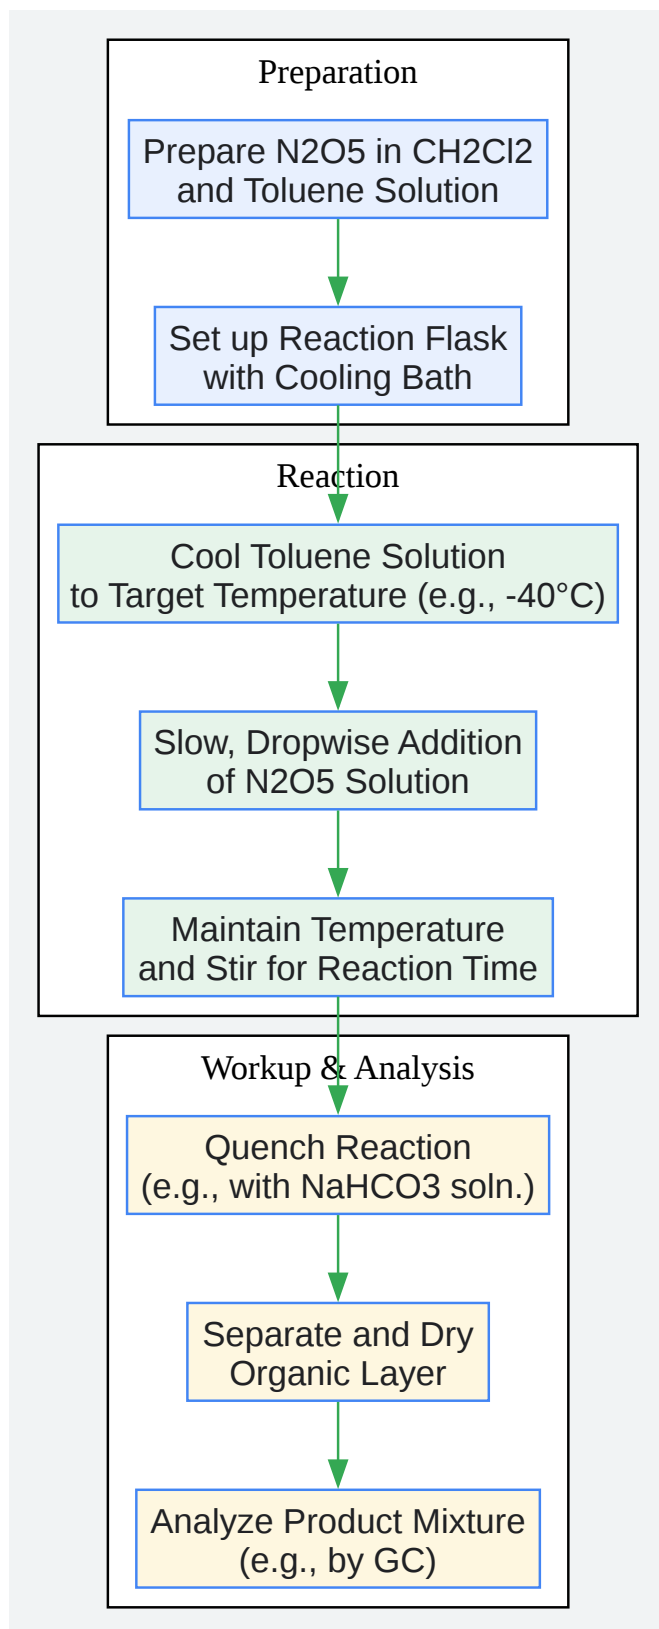 Preparation
Prepare N2O5 in CH2Cl2
and Toluene Solution
Set up Reaction Flask
with Cooling Bath
Reaction
Cool Toluene Solution
to Target Temperature (e.g., -40°C)
Slow, Dropwise Addition
of N2O5 Solution
Maintain Temperature
and Stir for Reaction Time
Workup & Analysis
Quench Reaction
(e.g., with NaHCO3 soln.)
Separate and Dry
Organic Layer
Analyze Product Mixture
(e.g., by GC)